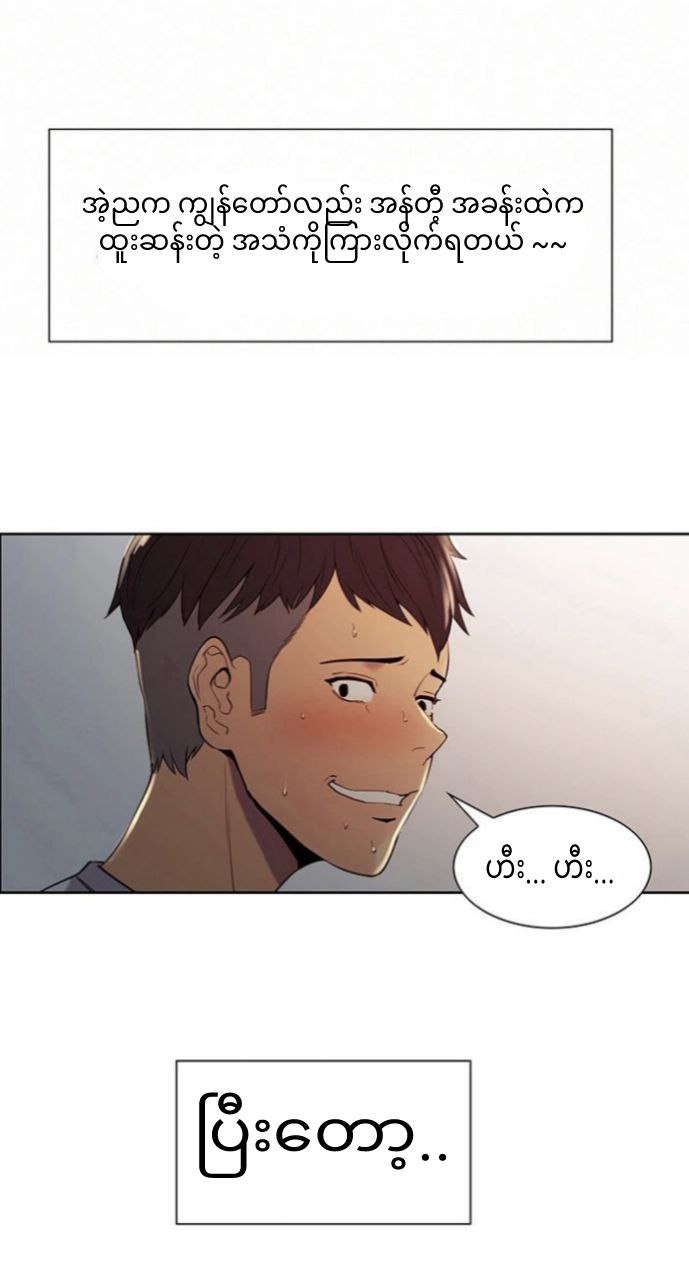 အဲ့ညက ကျွန်တော်လည်း အန်တီ့ အခန်းထဲက
ထူးဆန်းတဲ့ အသံကိုကြားလိုက်ရတယ် ~~
ဟီး... ဟီး...
ပြီးတော့..